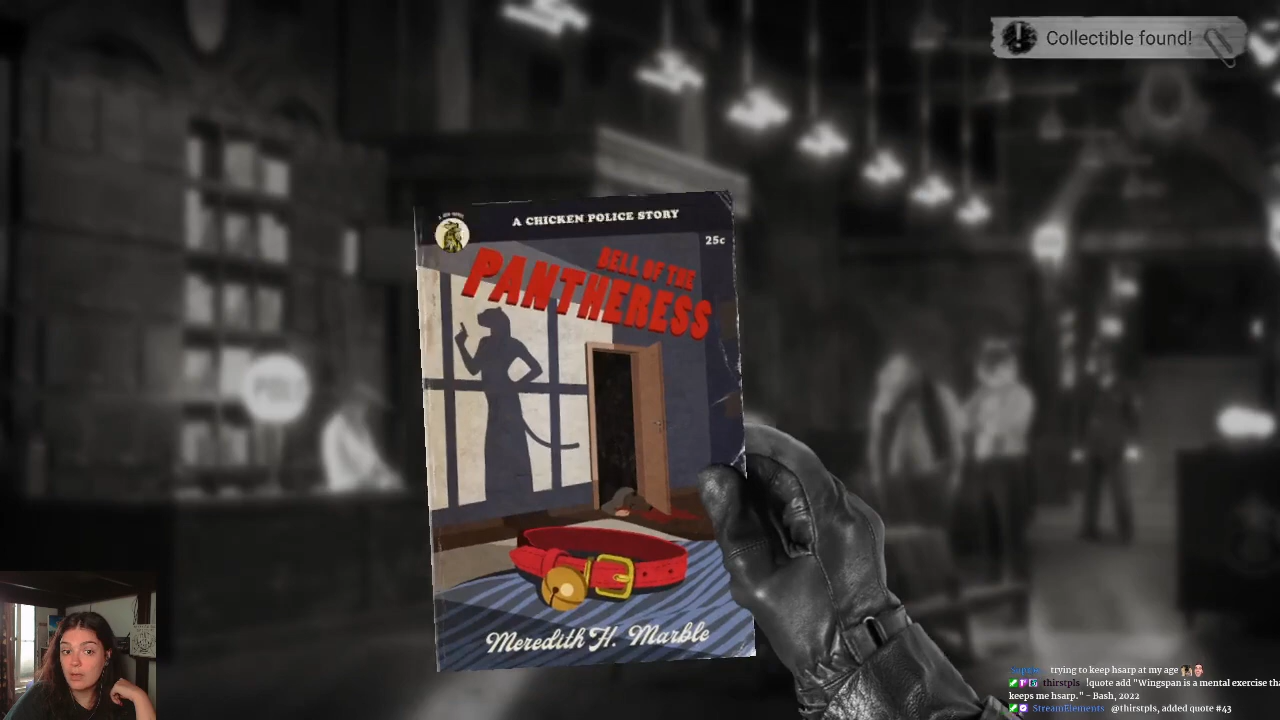 Collectible found!
A CHICKEN POLICE STORY
25c
BELL OF THE
PANTHERESS
Meredith H. Marble
trying to keep hsarp at my age
thirstpls !quote add "Wingspan is a mental exercise tha
keeps me hsarp." - Bash, 2022
StreamElements @thirstpls, added quote #43